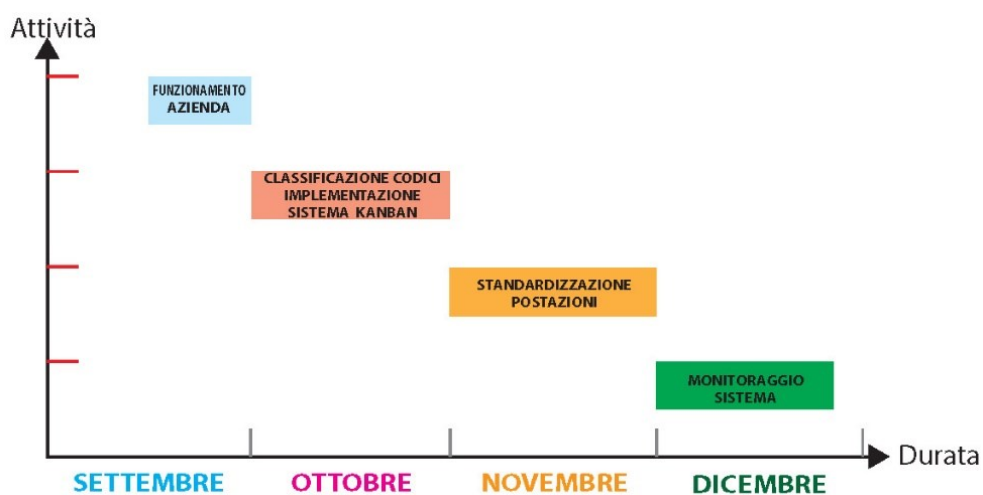 Attività
FUNZIONAMENTO
AZIENDA
CLASSIFICAZIONE CODICI
IMPLEMENTAZIONE
SISTEMA KANBAN
STANDARDIZZAZIONE
POSTAZIONI
MONITORAGGIO
SISTEMA
Durata
SETTEMBRE OTTOBRE NOVEMBRE DICEMBRE